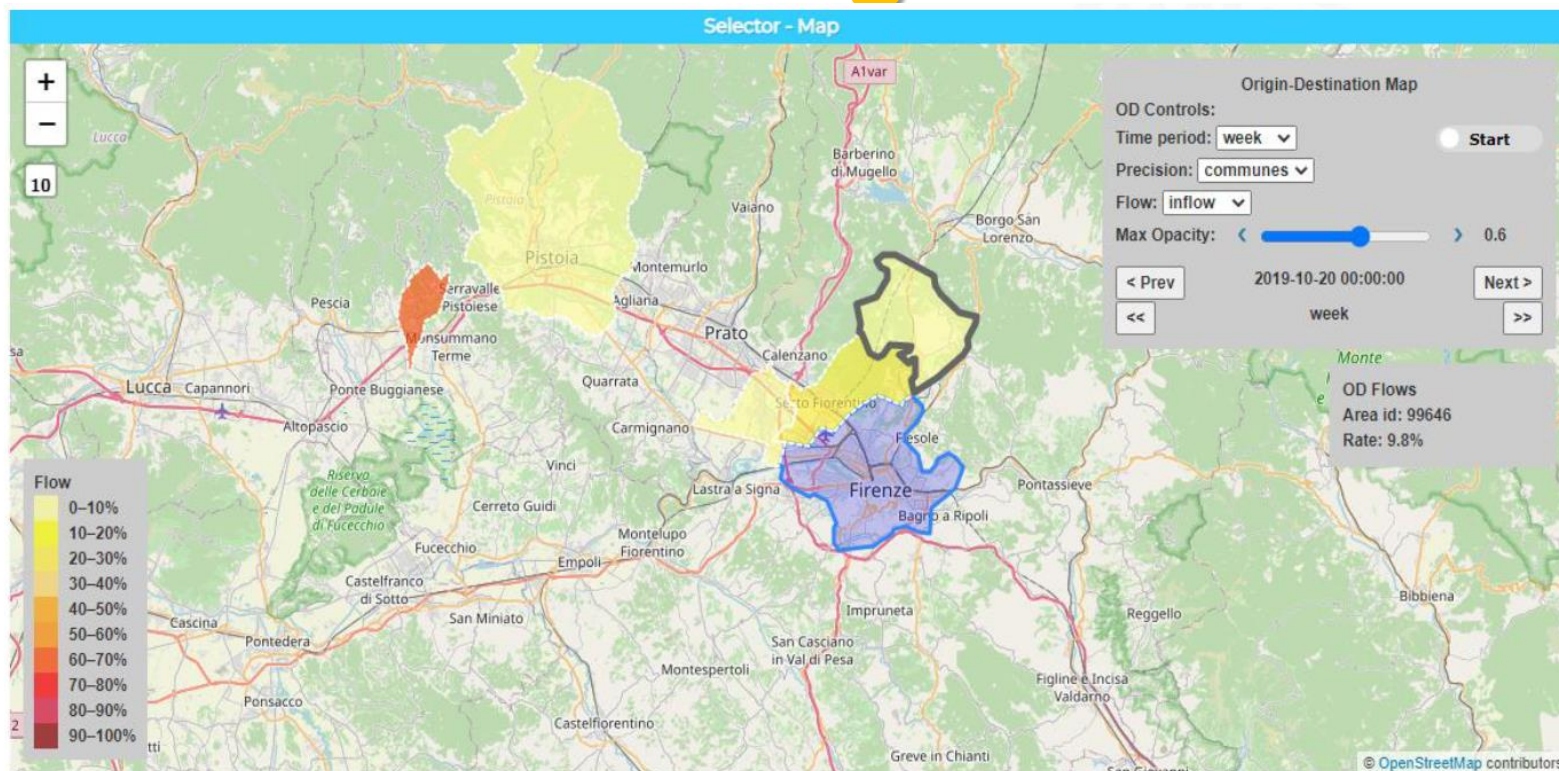 Selector - Map
+
−
10
Origin-Destination Map
OD Controls:
Time period: week
Start
Precision: communes
Flow: inflow
Max Opacity: 0.6
< Prev
2019-10-20 00:00:00
Next >
<<
week
>>
OD Flows
Area id: 99646
Rate: 9.8%
Flow
0–10%
10–20%
20–30%
30–40%
40–50%
50–60%
60–70%
70–80%
80–90%
90–100%
A1var
Lucca
Barberino
di Mugello
Pistoia
Vaiano
Borgo San
Lorenzo
Pistoia
Montemurlo
Serravalle
Pistoiese
Pescia
Agliana
Prato
Monsummano
Terme
Calenzano
Monte
Lucca
Capannori
Ponte Buggianese
Quarrata
Sesto Fiorentino
Altopascio
Carmignano
Fiesole
Vinci
Riserva
delle Cerbaie
e del Padule
di Fucecchio
Lastra a Signa
Firenze
Pontassieve
Cerreto Guidi
Bagno a Ripoli
Montelupo
Fiorentino
Fucecchio
Empoli
Castelfranco
di Sotto
San Miniato
Impruneta
Reggello
Bibbiena
Cascina
Pontedera
San Casciano
in Val di Pesa
Montespertoli
Figline e Incisa
Valdarno
Ponsacco
2
Castelfiorentino
Greve in Chianti
© OpenStreetMap contributors